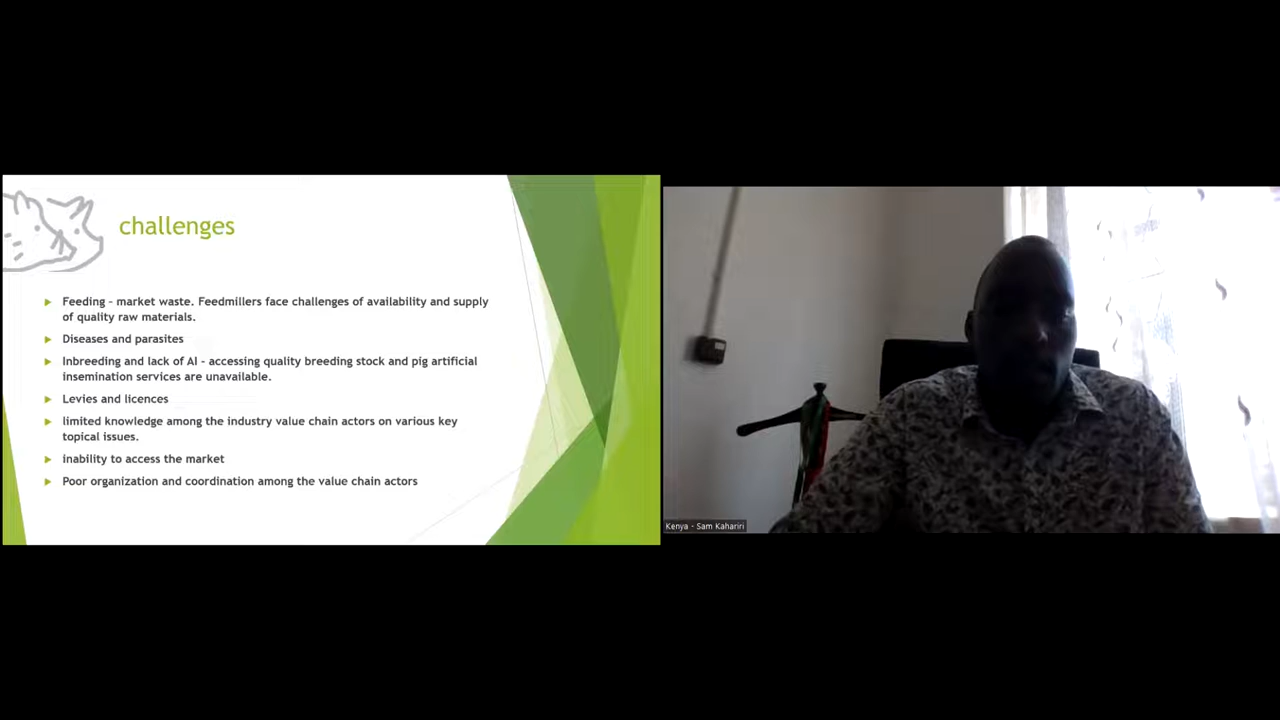 challenges
Feeding – market waste. Feedmillers face challenges of availability and supply
of quality raw materials.
Diseases and parasites
Inbreeding and lack of AI – accessing quality breeding stock and pig artificial
insemination services are unavailable.
Levies and licences
limited knowledge among the industry value chain actors on various key
topical issues.
inability to access the market
Poor organization and coordination among the value chain actors
Kenya - Sam Kahariri